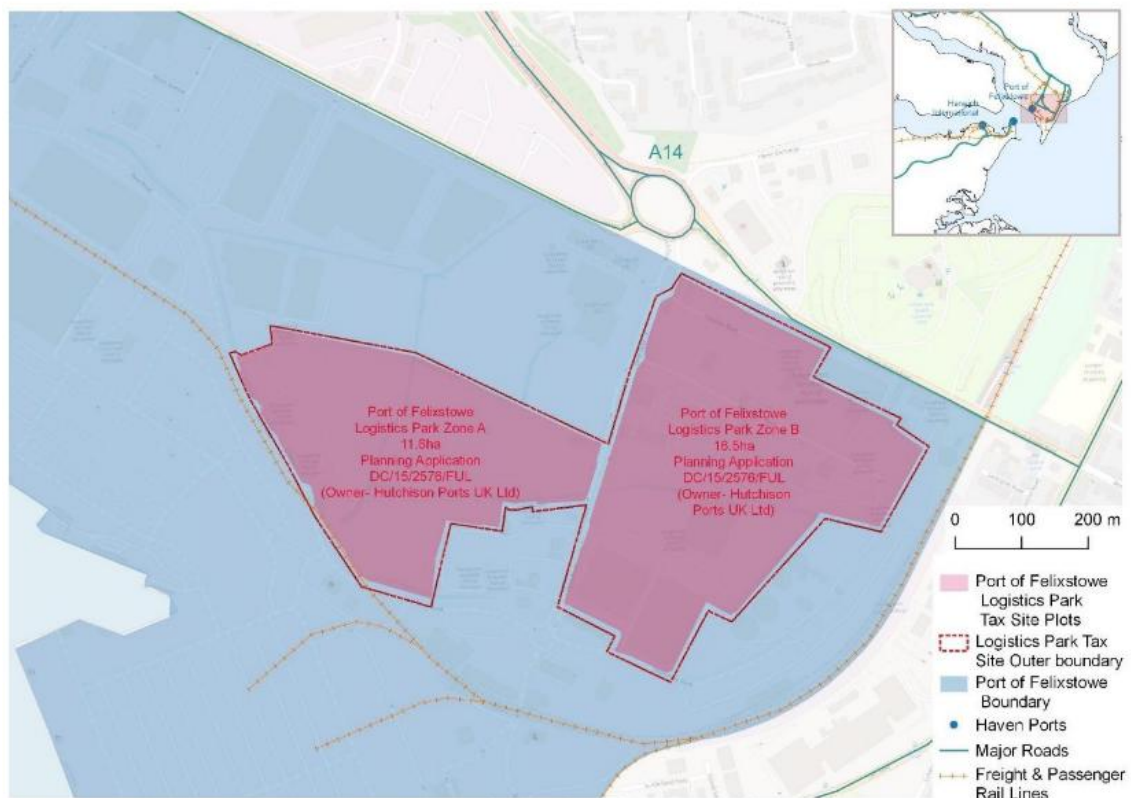 Port of
Felixstowe
Harwich
International
A14
Port of Felixstowe
Logistics Park Zone A
11.6ha
Planning Application
DC/15/2576/FUL
(Owner- Hutchison Ports UK Ltd)
Port of Felixstowe
Logistics Park Zone B
16.5ha
Planning Application
DC/15/2576/FUL
(Owner- Hutchison
Ports UK Ltd)
0 100 200 m
Port of Felixstowe
Logistics Park
Tax Site Plots
Logistics Park Tax
Site Outer boundary
Port of Felixstowe
Boundary
Haven Ports
Major Roads
Freight & Passenger
Rail Lines